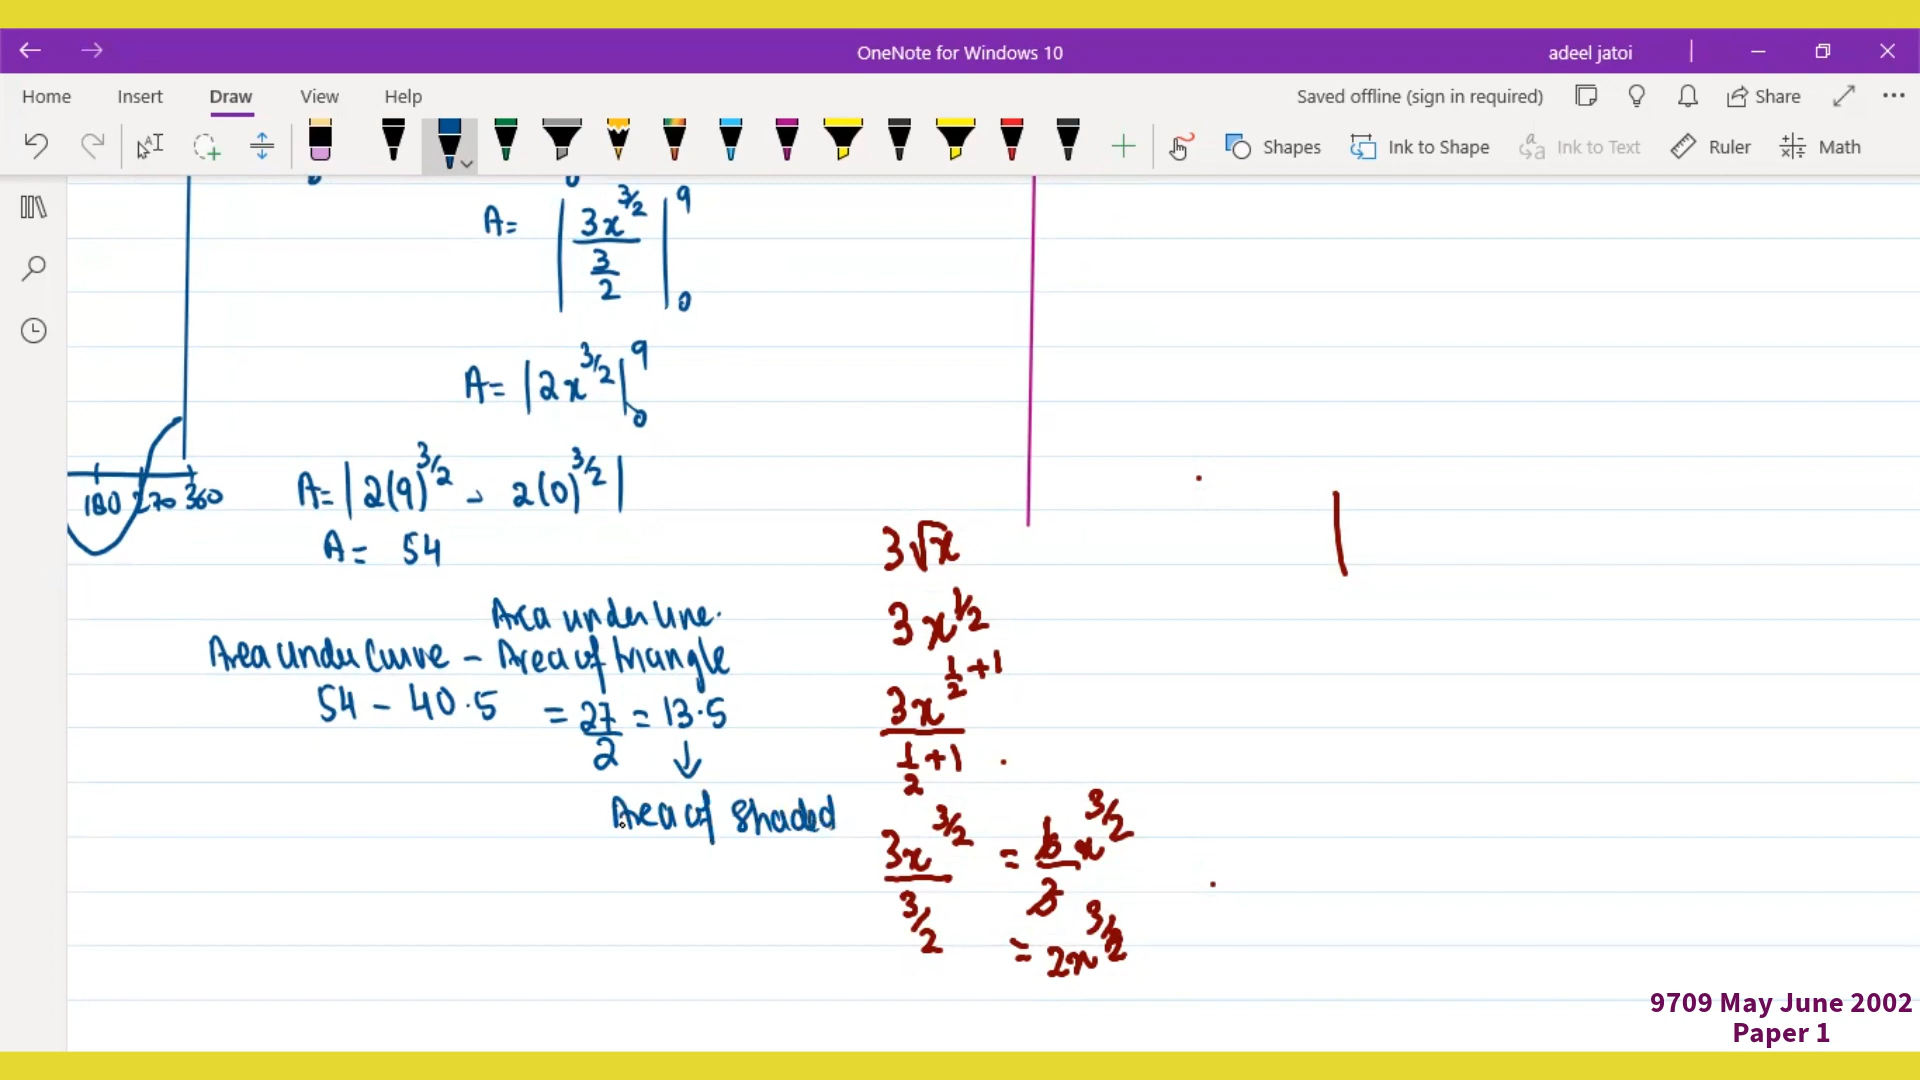 OneNote for Windows 10
adeel jatoi
Home Insert Draw View Help
Saved offline (sign in required)
Share
Shapes
Ink to Shape
Ink to Text
Ruler
Math
A= | 3x^3/2 / 3/2 | 9 0
A= | 2x^3/2 | 9 0
180 270 360
A= | 2(9)^3/2 - 2(0)^3/2 |
A= 54
Area under line.
Area under Curve - Area of triangle
54 - 40.5 = 27/2 = 13.5
↓
Area of Shaded
3√x
3x^1/2
3x^1/2+1 / 1/2+1
3x^3/2 / 3/2 = 6/3 x^3/2
= 2x^3/2
9709 May June 2002
Paper 1